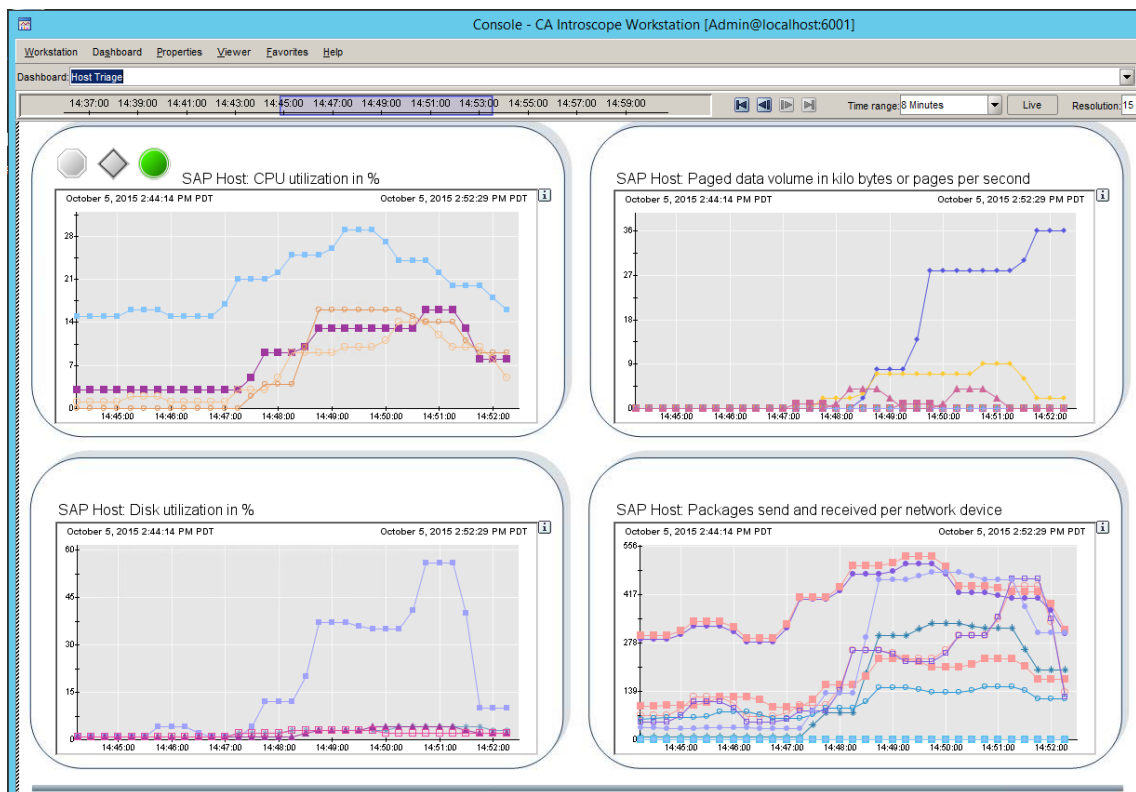 Console - CA Introscope Workstation [Admin@localhost:6001]
Workstation Dashboard Properties Viewer Favorites Help
Dashboard: Host Triage
14:37:00 14:39:00 14:41:00 14:43:00 14:45:00 14:47:00 14:49:00 14:51:00 14:53:00 14:55:00 14:57:00 14:59:00 Time range: 8 Minutes Live Resolution: 15
SAP Host: CPU utilization in %
October 5, 2015 2:44:14 PM PDT October 5, 2015 2:52:29 PM PDT i
28
21
14
7
0
14:45:00 14:46:00 14:47:00 14:48:00 14:49:00 14:50:00 14:51:00 14:52:00
SAP Host: Paged data volume in kilo bytes or pages per second
October 5, 2015 2:44:14 PM PDT October 5, 2015 2:52:29 PM PDT i
36
27
18
9
0
14:45:00 14:46:00 14:47:00 14:48:00 14:49:00 14:50:00 14:51:00 14:52:00
SAP Host: Disk utilization in %
October 5, 2015 2:44:14 PM PDT October 5, 2015 2:52:29 PM PDT i
60
45
30
15
0
14:45:00 14:46:00 14:47:00 14:48:00 14:49:00 14:50:00 14:51:00 14:52:00
SAP Host: Packages send and received per network device
October 5, 2015 2:44:14 PM PDT October 5, 2015 2:52:29 PM PDT i
556
417
278
139
0
14:45:00 14:46:00 14:47:00 14:48:00 14:49:00 14:50:00 14:51:00 14:52:00